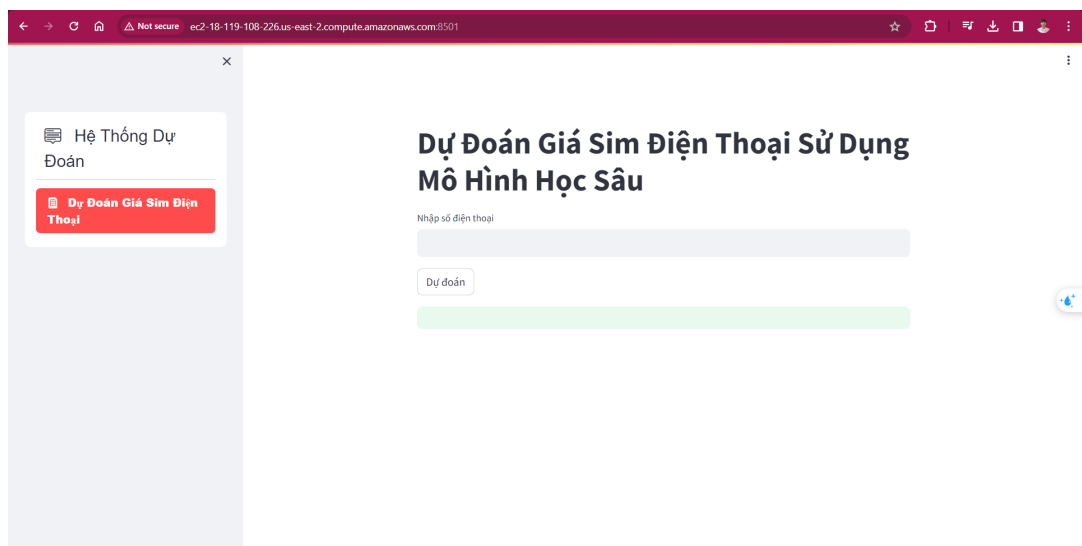 Not secure ec2-18-119-108-226.us-east-2.compute.amazonaws.com:8501
Hệ Thống Dự
Đoán
Dự Đoán Giá Sim Điện
Thoại
Dự Đoán Giá Sim Điện Thoại Sử Dụng
Mô Hình Học Sâu
Nhập số điện thoại
Dự đoán